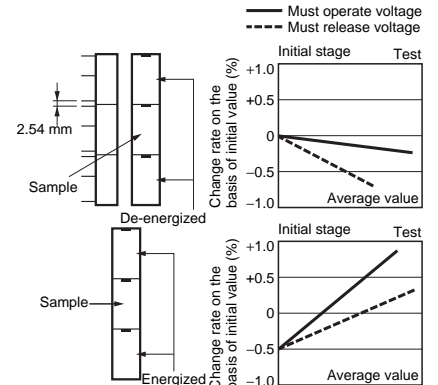 Must operate voltage
Must release voltage
Initial stage Test
Change rate on the
basis of initial value (%)
+1.0
+0.5
0
−0.5
−1.0
Average value
2.54 mm
Sample
De-energized
Initial stage Test
Change rate on the
basis of initial value (%)
+1.0
+0.5
0
−0.5
−1.0
Average value
Sample
Energized